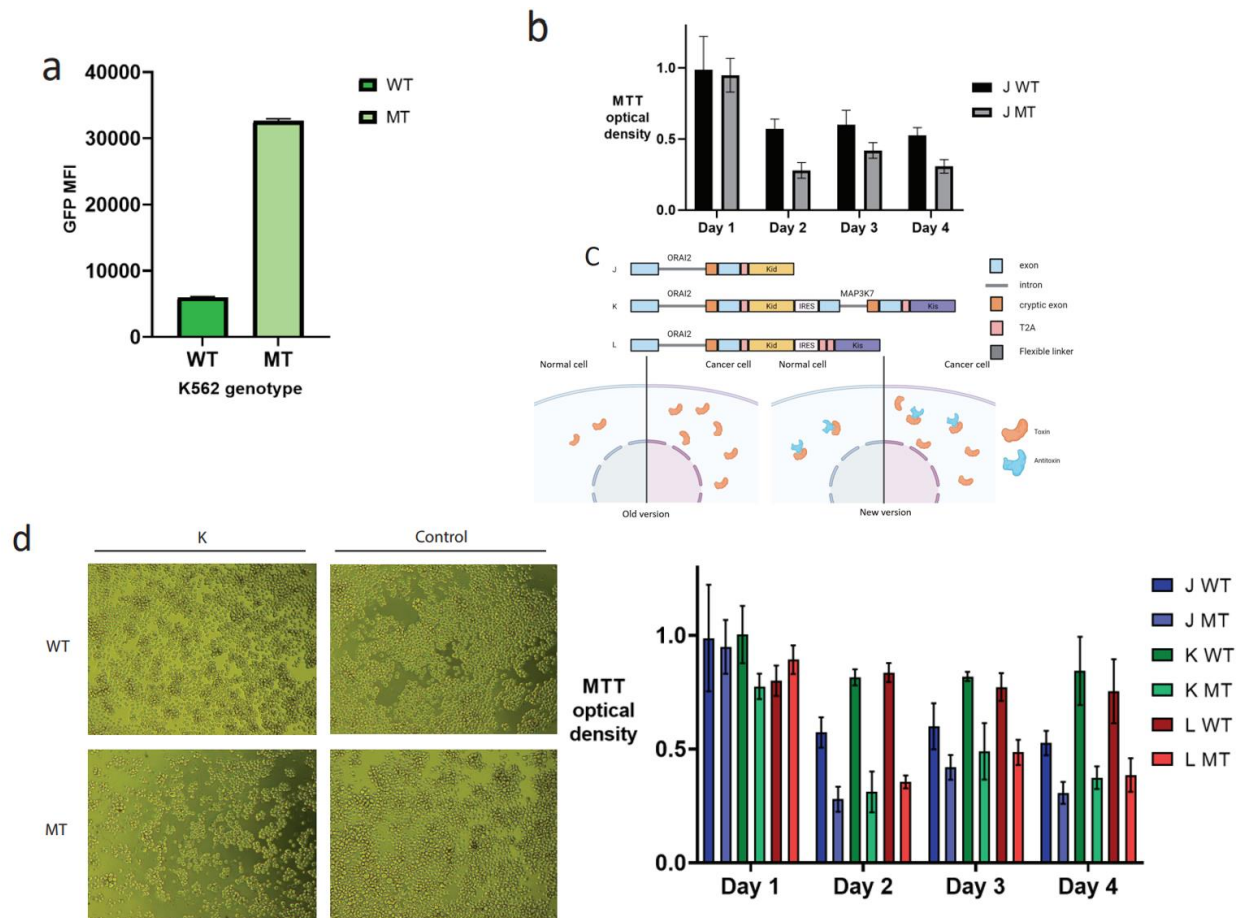 a
40000
30000
20000
10000
0
GFP MFI
WT
MT
K562 genotype
WT
MT
b
1.0
0.5
0.0
MTT
optical
density
Day 1
Day 2
Day 3
Day 4
J WT
J MT
c
J
ORAI2
Kid
K
ORAI2
Kid
IRES
MAP3K7
Kis
L
ORAI2
Kid
IRES
Kis
exon
intron
cryptic exon
T2A
Flexible linker
Normal cell
Cancer cell
Normal cell
Cancer cell
Toxin
Antitoxin
Old version
New version
d
K
Control
WT
MT
MTT
optical
density
1.0
0.5
0.0
Day 1
Day 2
Day 3
Day 4
J WT
J MT
K WT
K MT
L WT
L MT